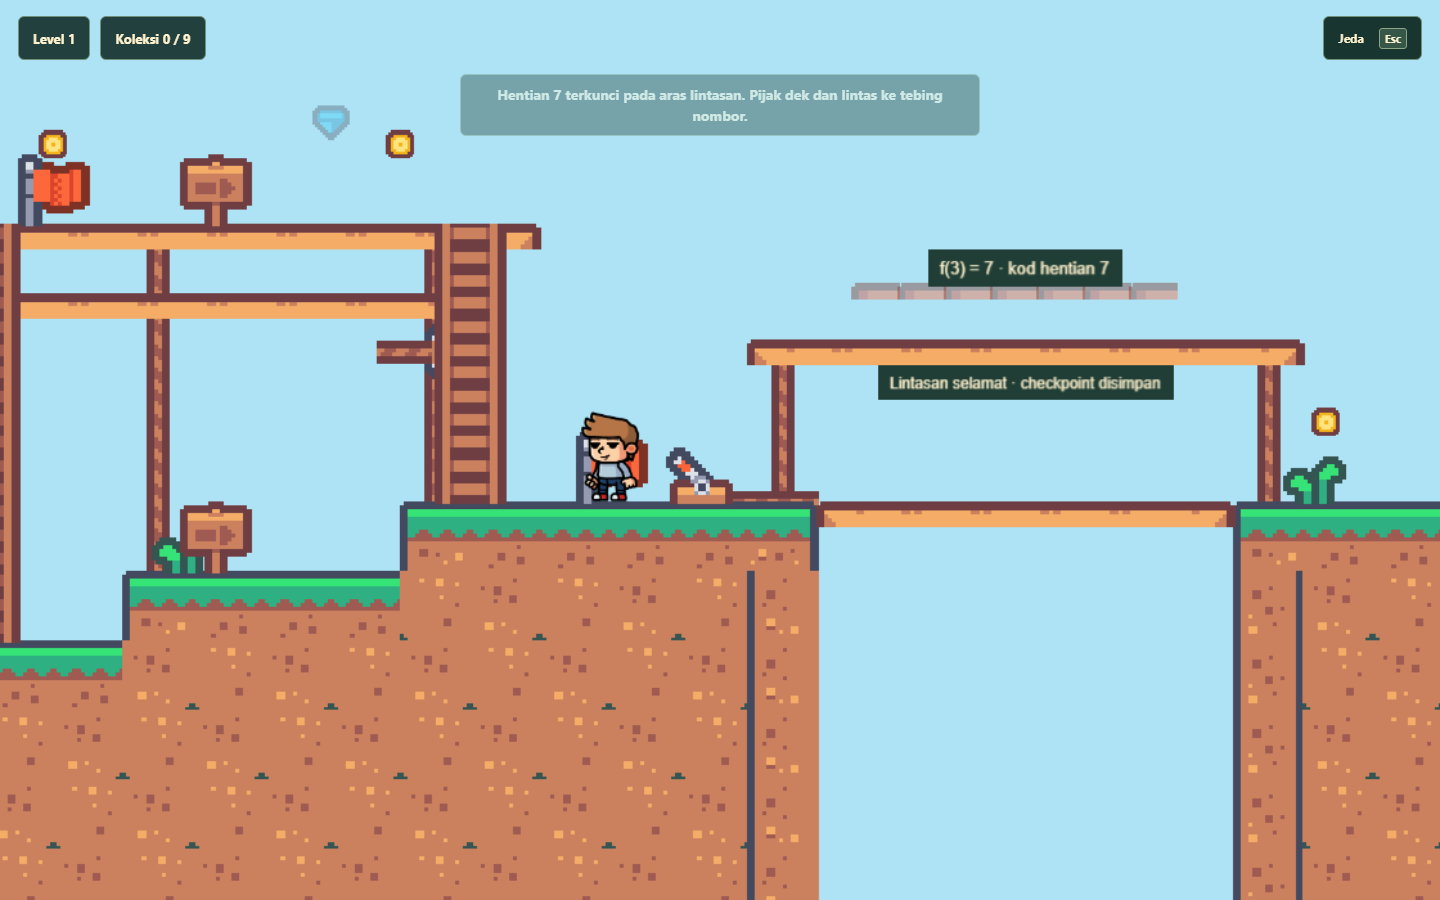 Level 1
Koleksi 0 / 9
Jeda
Esc
Hentian 7 terkunci pada aras lintasan. Pijak dek dan lintas ke tebing
nombor.
f(3) = 7 · kod hentian 7
Lintasan selamat · checkpoint disimpan